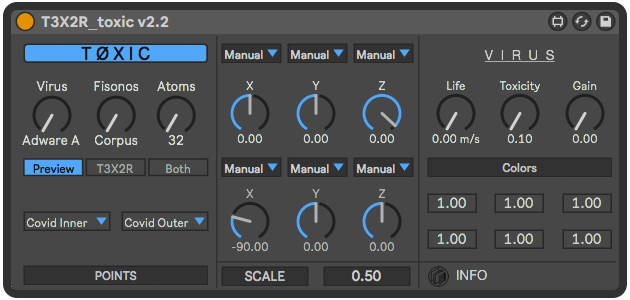 T3X2R_toxic v2.2
TØXIC
Virus Fisonos Atoms
Adware A Corpus 32
Preview T3X2R Both
Covid Inner Covid Outer
POINTS
Manual Manual Manual
X Y Z
0.00 0.00 0.00
Manual Manual Manual
X Y Z
-90.00 0.00 0.00
SCALE 0.50
VIRUS
Life Toxicity Gain
0.00 m/s 0.10 0.00
Colors
1.00 1.00 1.00
1.00 1.00 1.00
INFO